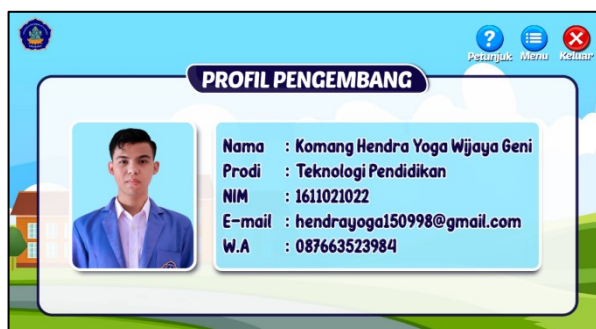 Petunjuk Menu Keluar
PROFIL PENGEMBANG
Nama : Komang Hendra Yoga Wijaya Geni
Prodi : Teknologi Pendidikan
NIM : 1611021022
E-mail : hendrayoga150998@gmail.com
W.A : 087663523984